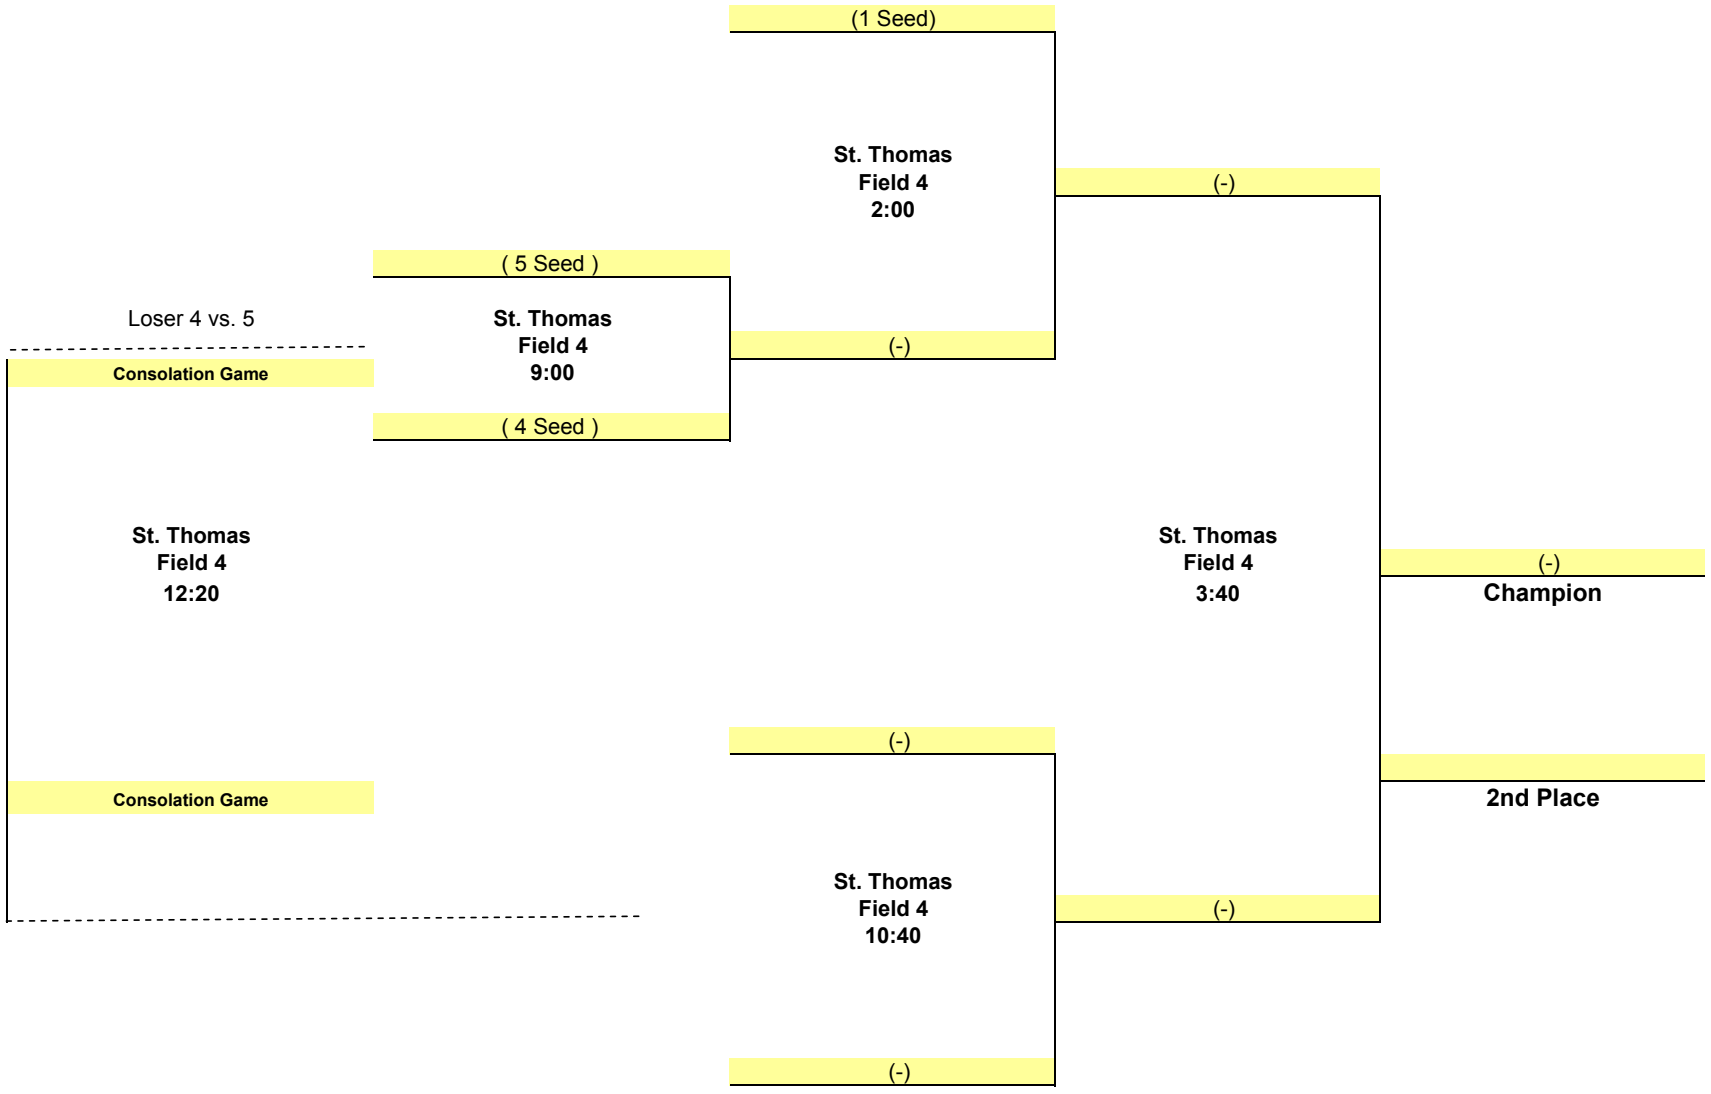 (1 Seed)
St. Thomas
Field 4
2:00
(-)
( 5 Seed )
Loser 4 vs. 5
St. Thomas
Field 4
9:00
(-)
Consolation Game
( 4 Seed )
St. Thomas
Field 4
12:20
St. Thomas
Field 4
3:40
(-)
Champion
(-)
Consolation Game
2nd Place
St. Thomas
Field 4
10:40
(-)
(-)